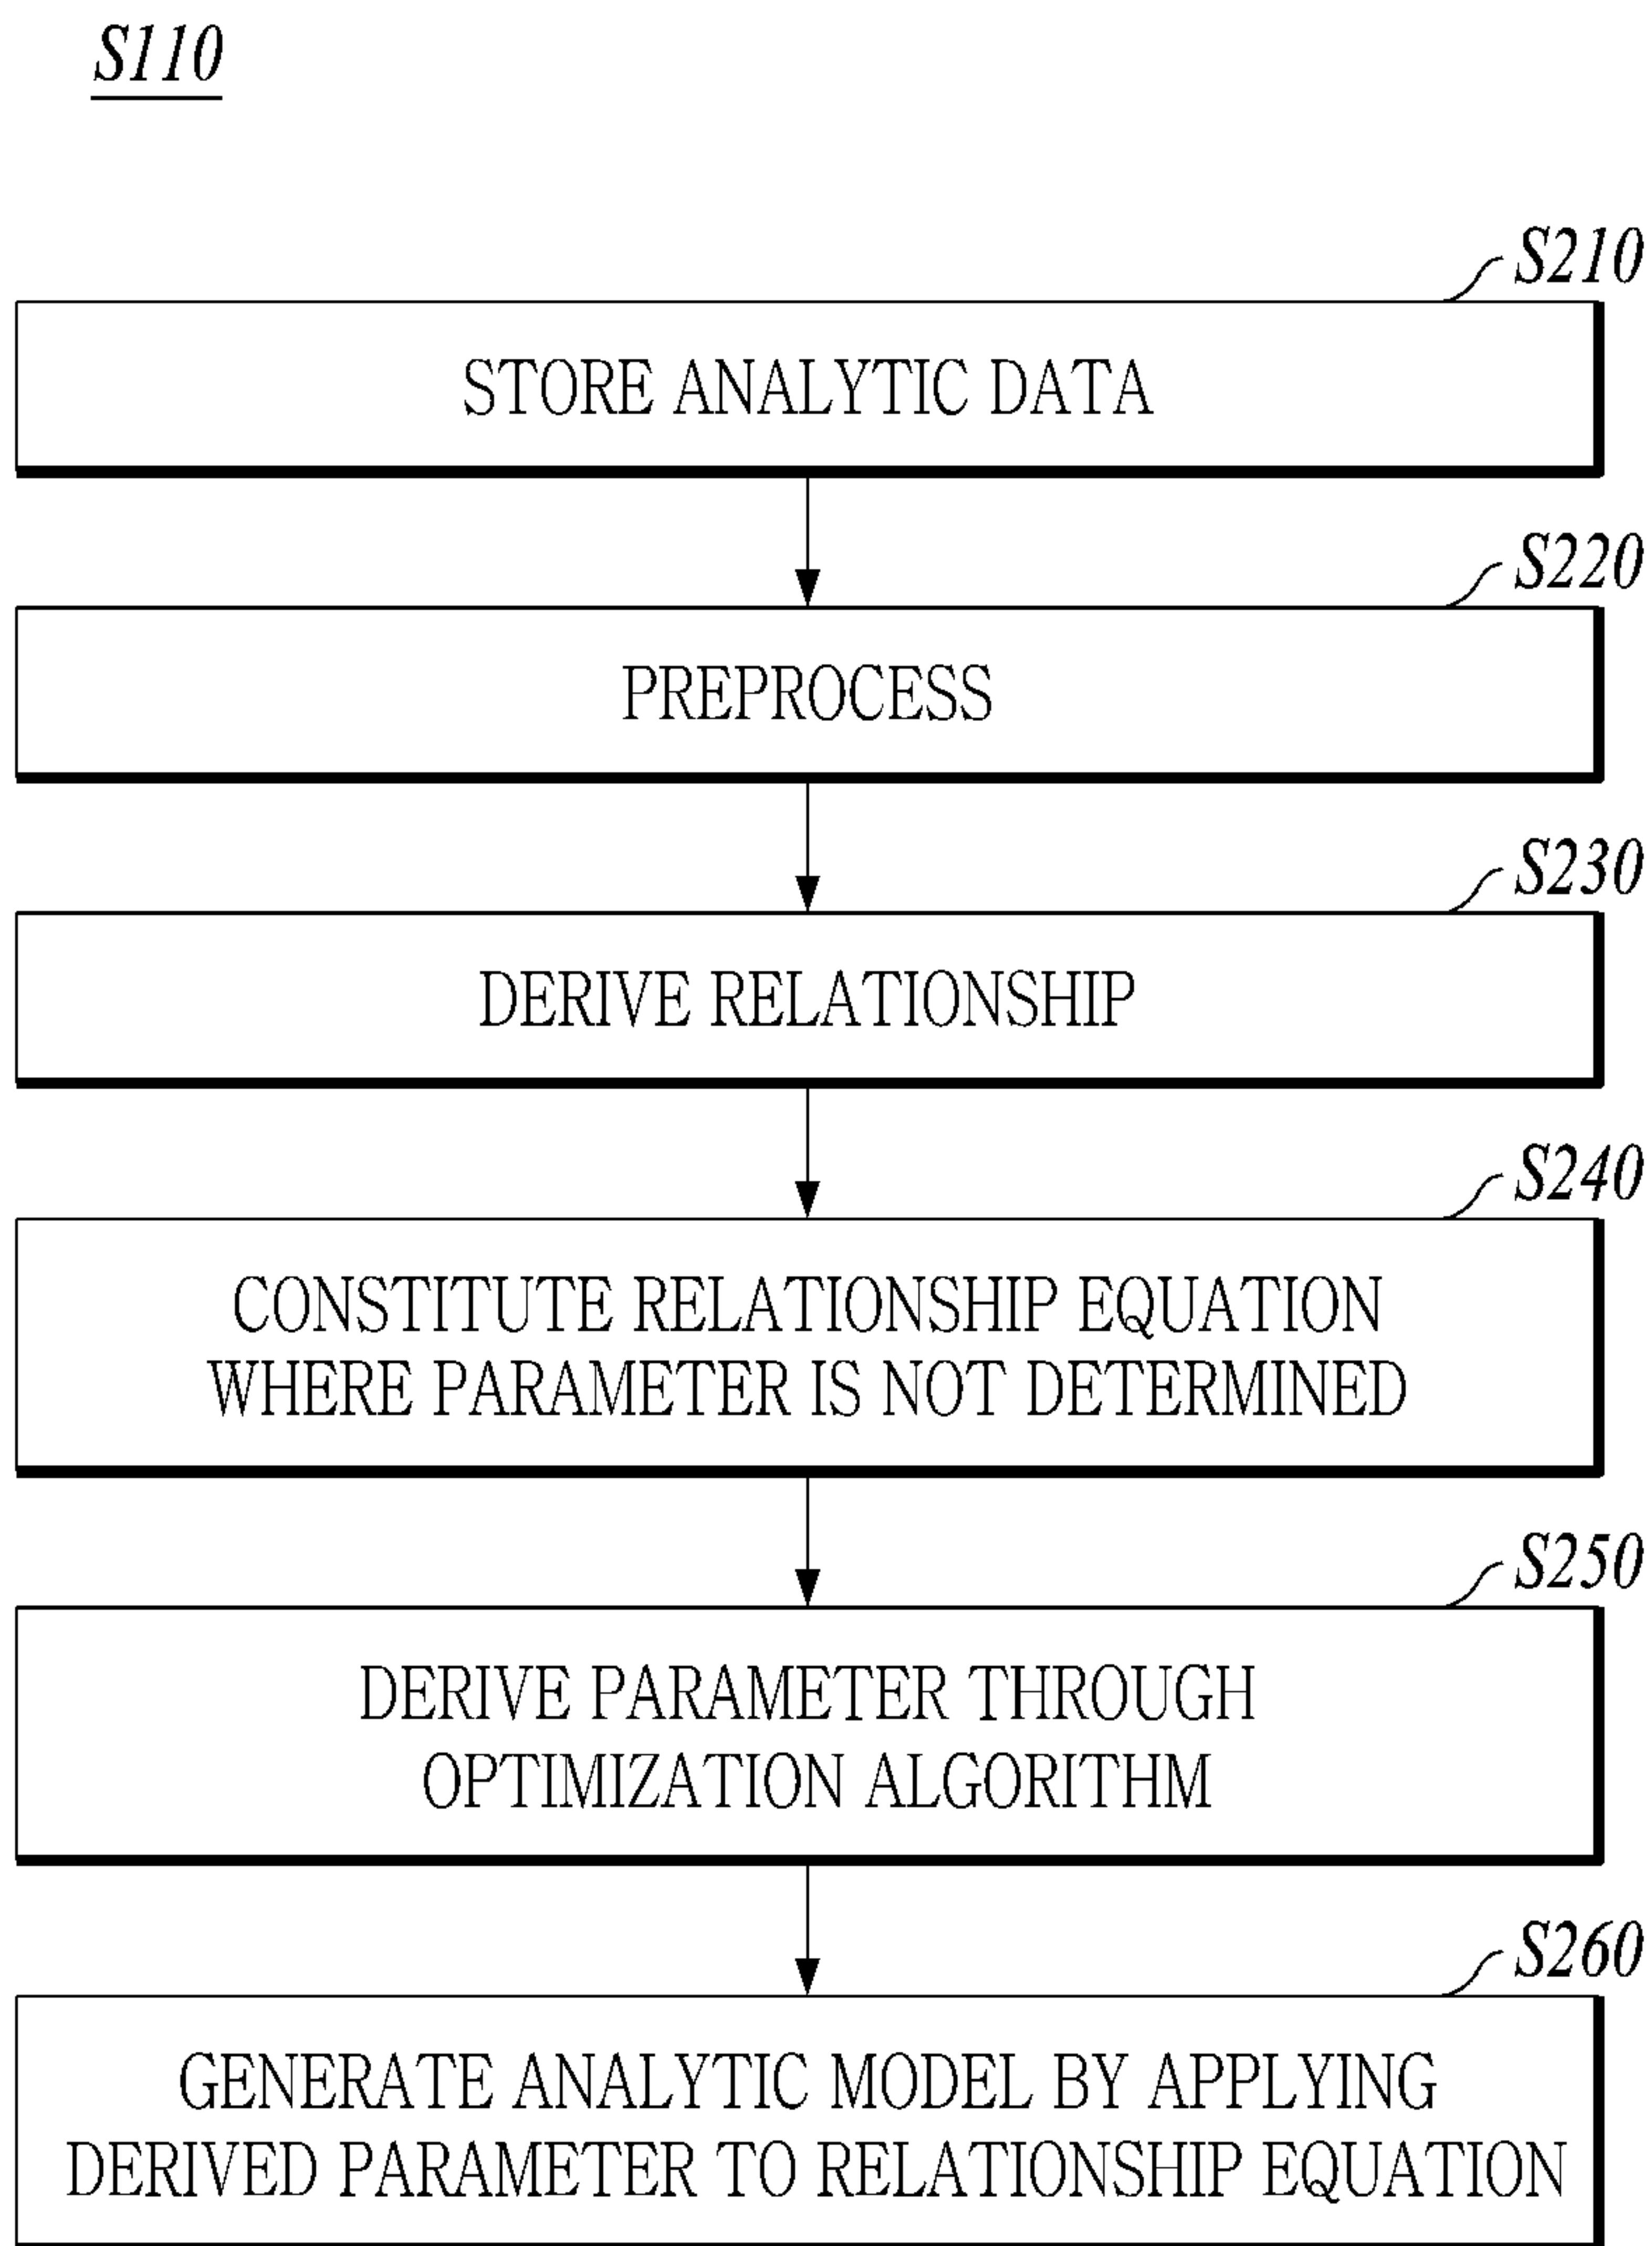 S110
S210
STORE ANALYTIC DATA
S220
PREPROCESS
S230
DERIVE RELATIONSHIP
S240
CONSTITUTE RELATIONSHIP EQUATION
WHERE PARAMETER IS NOT DETERMINED
S250
DERIVE PARAMETER THROUGH
OPTIMIZATION ALGORITHM
S260
GENERATE ANALYTIC MODEL BY APPLYING
DERIVED PARAMETER TO RELATIONSHIP EQUATION